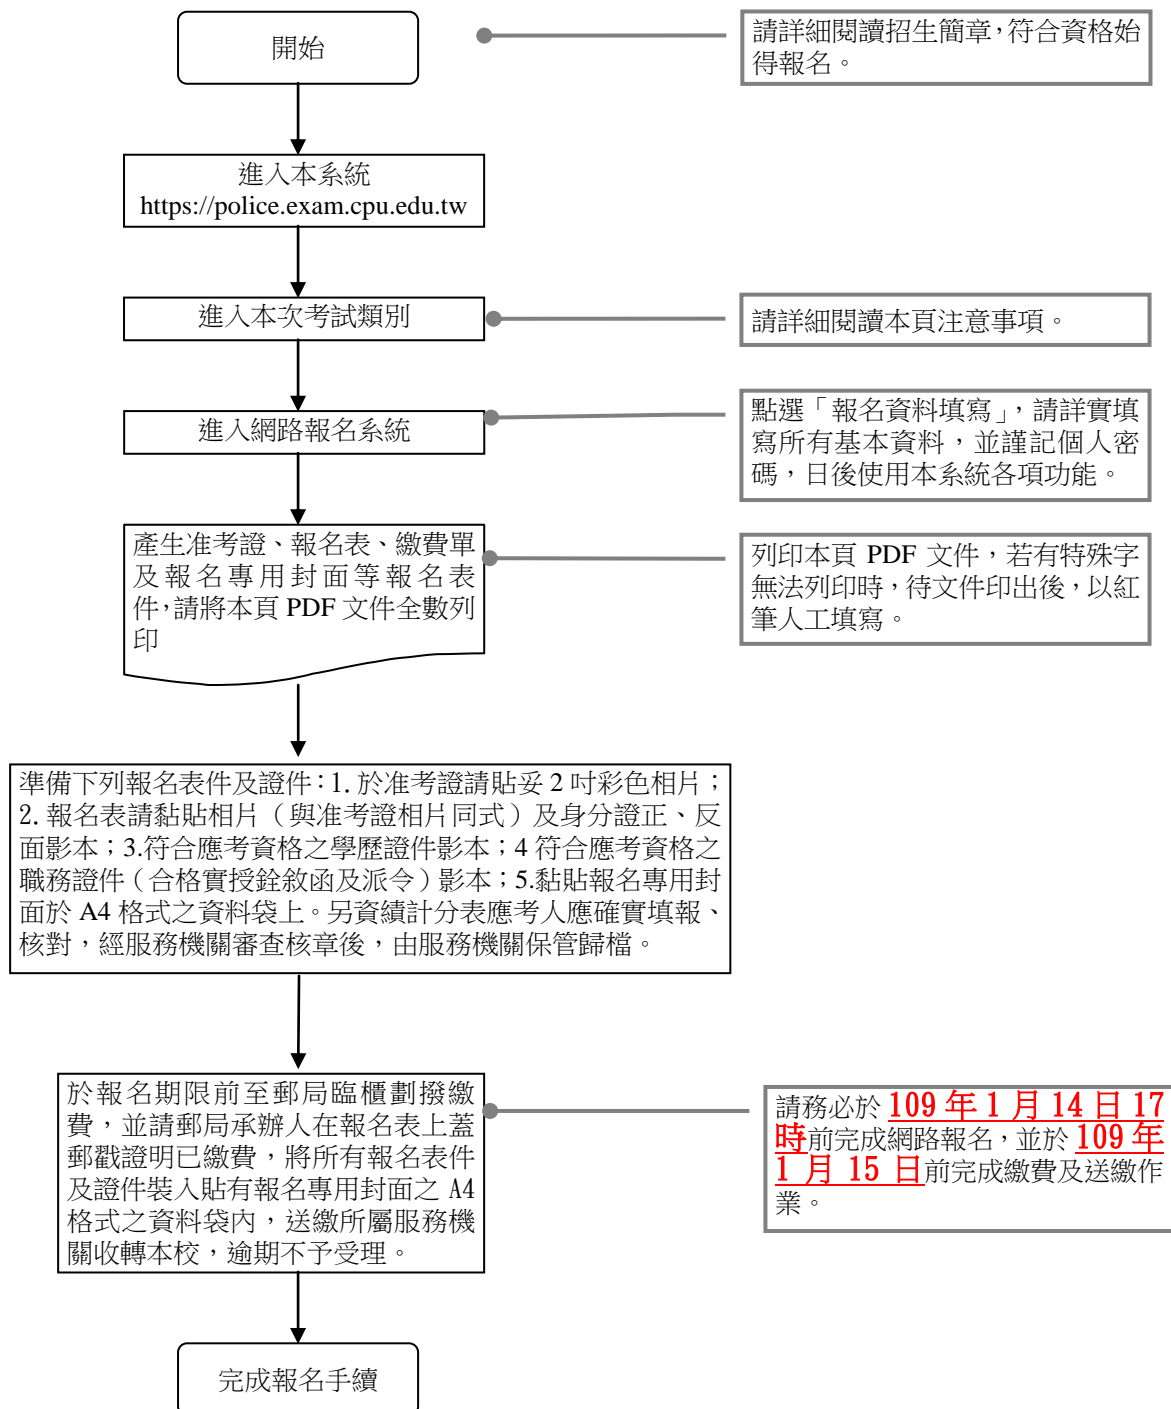 開始
請詳細閱讀招生簡章，符合資格始
得報名。
進入本系統
https://police.exam.cpu.edu.tw
進入本次考試類別
請詳細閱讀本頁注意事項。
進入網路報名系統
點選「報名資料填寫」，請詳實填
寫所有基本資料，並謹記個人密
碼，日後使用本系統各項功能。
產生准考證、報名表、繳費單
及報名專用封面等報名表
件，請將本頁 PDF 文件全數列
印
列印本頁 PDF 文件，若有特殊字
無法列印時，待文件印出後，以紅
筆人工填寫。
準備下列報名表件及證件：1. 於准考證請貼妥 2 吋彩色相片；
2. 報名表請黏貼相片（與准考證相片同式）及身分證正、反
面影本；3.符合應考資格之學歷證件影本；4 符合應考資格之
職務證件（合格實授銓敘函及派令）影本；5.黏貼報名專用封
面於 A4 格式之資料袋上。另資績計分表應考人應確實填報、
核對，經服務機關審查核章後，由服務機關保管歸檔。
於報名期限前至郵局臨櫃劃撥繳
費，並請郵局承辦人在報名表上蓋
郵戳證明已繳費，將所有報名表件
及證件裝入貼有報名專用封面之 A4
格式之資料袋內，送繳所屬服務機
關收轉本校，逾期不予受理。
請務必於 109 年 1 月 14 日 17
時前完成網路報名，並於 109 年
1 月 15 日前完成繳費及送繳作
業。
完成報名手續